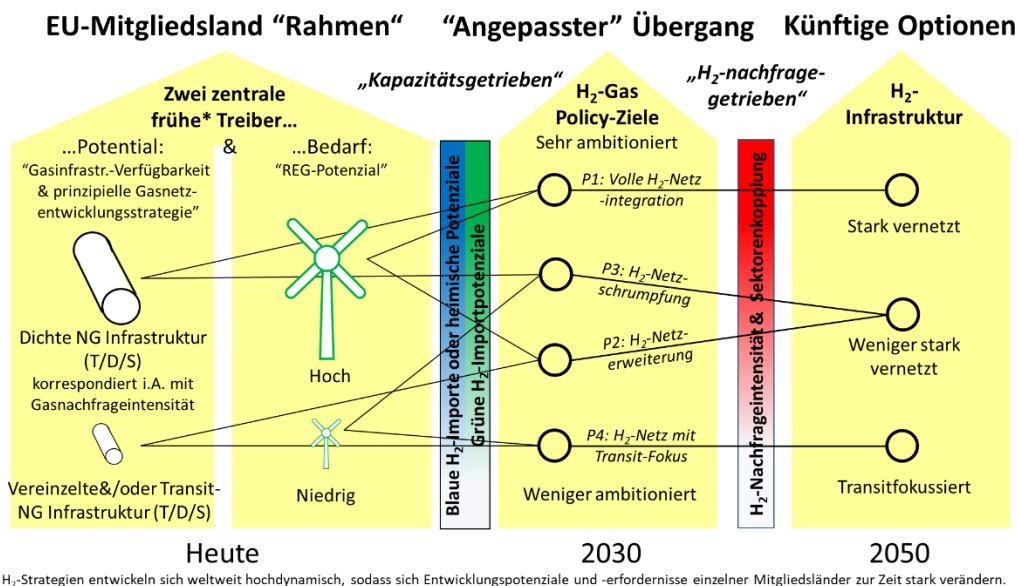 EU-Mitgliedsland “Rahmen”
“Angepasster” Übergang
Künftige Optionen
Zwei zentrale
frühe* Treiber…
…Potential:
“Gasinfrastr.-Verfügbarkeit
& prinzipielle Gasnetz-
entwicklungsstrategie”
&
…Bedarf:
“REG-Potenzial”
Dichte NG Infrastruktur
(T/D/S)
korrespondiert i.A. mit
Gasnachfrageintensität
Hoch
Vereinzelte&/oder Transit-
NG Infrastruktur (T/D/S)
Niedrig
„Kapazitätsgetrieben“
Blaue H₂-Importe oder heimische Potenziale
Grüne H₂-Importpotenziale
H₂-Gas
Policy-Ziele
Sehr ambitioniert
P1: Volle H₂-Netz
-integration
P3: H₂-Netz-
schrumpfung
P2: H₂-Netz-
erweiterung
P4: H₂-Netz mit
Transit-Fokus
Weniger ambitioniert
„H₂-nachfrage-
getrieben“
H₂-Nachfrageintensität & Sektorenkopplung
H₂-
Infrastruktur
Stark vernetzt
Weniger stark
vernetzt
Transitfokussiert
Heute
2030
2050
H₂-Strategien entwickeln sich weltweit hochdynamisch, sodass sich Entwicklungspotenziale und -erfordernisse einzelner Mitgliedsländer zur Zeit stark verändern.